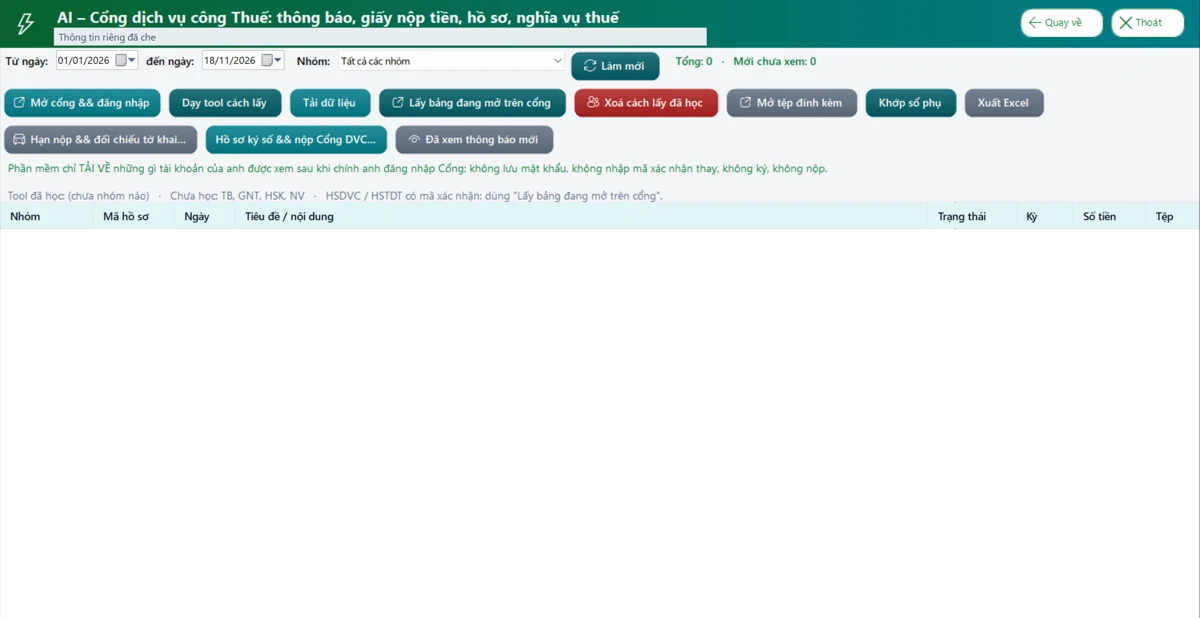 AI – Cổng dịch vụ công Thuế: thông báo, giấy nộp tiền, hồ sơ, nghĩa vụ thuế
Thông tin riêng đã che
Quay về
Thoát
Từ ngày: 01/01/2026 đến ngày: 18/11/2026 Nhóm: Tất cả các nhóm Làm mới Tổng: 0 · Mới chưa xem: 0
Mở cổng && đăng nhập Dạy tool cách lấy Tải dữ liệu Lấy bảng đang mở trên cổng Xoá cách lấy đã học Mở tệp đính kèm Khớp sổ phụ Xuất Excel
Hạn nộp && đối chiếu tờ khai... Hồ sơ ký số && nộp Cổng DVC... Đã xem thông báo mới
Phần mềm chỉ TẢI VỀ những gì tài khoản của anh được xem sau khi chính anh đăng nhập Cổng; không lưu mật khẩu, không nhập mã xác nhận thay, không ký, không nộp.
Tool đã học: (chưa nhóm nào) · Chưa học: TB, GNT, HSK, NV · HSDVC / HSTDT có mã xác nhận: dùng "Lấy bảng đang mở trên cổng".
Nhóm Mã hồ sơ Ngày Tiêu đề / nội dung Trạng thái Kỳ Số tiền Tệp